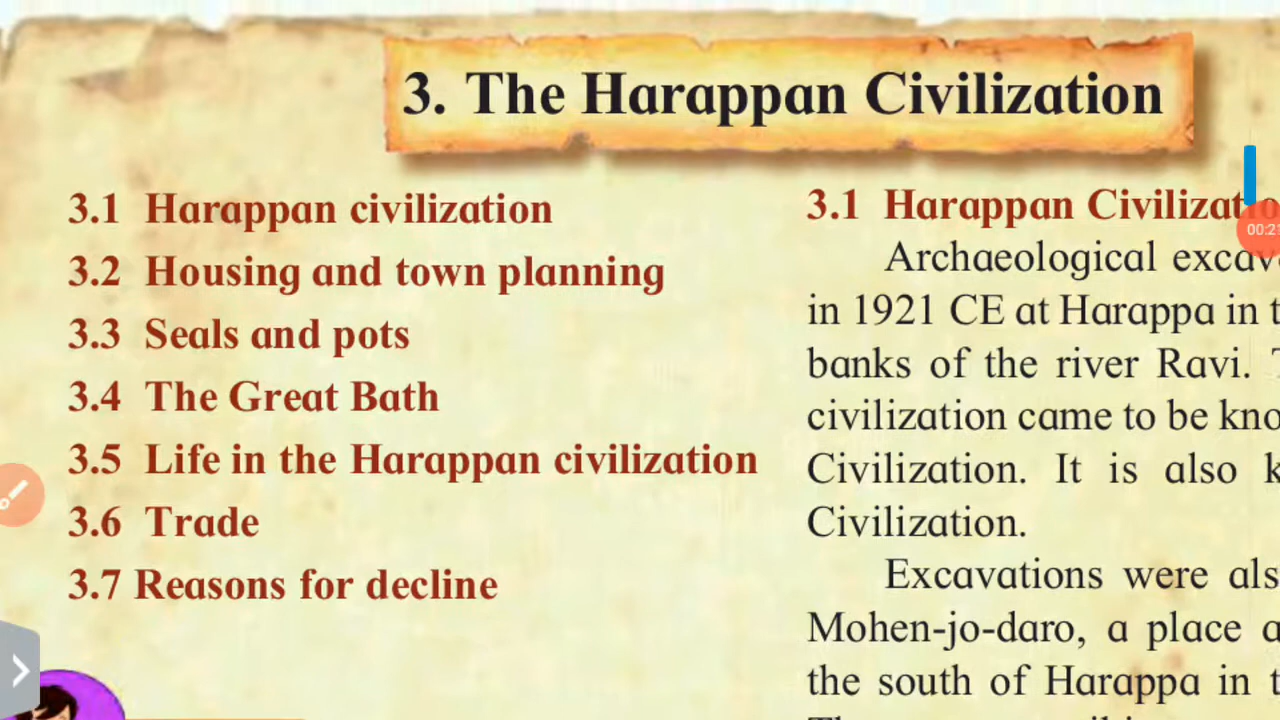 3. The Harappan Civilization
3.1 Harappan civilization
3.2 Housing and town planning
3.3 Seals and pots
3.4 The Great Bath
3.5 Life in the Harappan civilization
3.6 Trade
3.7 Reasons for decline
3.1 Harappan
Archaeological
in 1921 CE at Harappa in
banks of the river Ravi.
civilization came to be
Civilization. It is also
Civilization.
Excavations were
Mohen-jo-daro, a place
the south of Harappa in